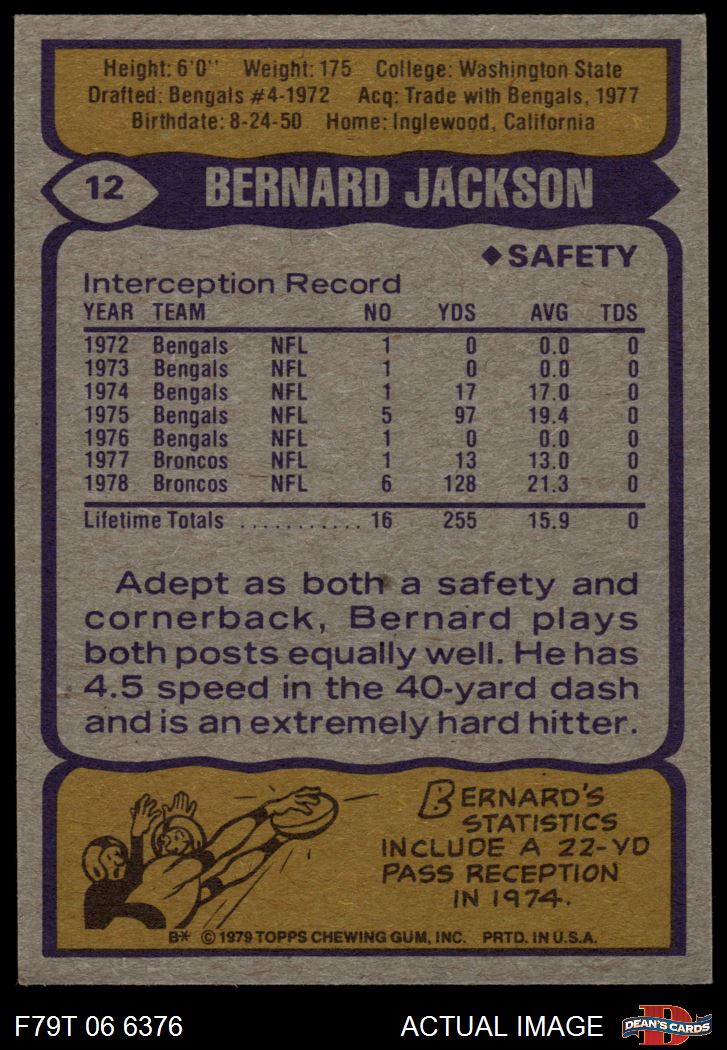 Height: 6'0" Weight: 175 College: Washington State
Drafted: Bengals #4-1972 Acq: Trade with Bengals, 1977
Birthdate: 8-24-50 Home: Inglewood, California
12 BERNARD JACKSON
◆ SAFETY
Interception Record
YEAR TEAM NO YDS AVG TDS
1972 Bengals NFL 1 0 0.0 0
1973 Bengals NFL 1 0 0.0 0
1974 Bengals NFL 1 17 17.0 0
1975 Bengals NFL 5 97 19.4 0
1976 Bengals NFL 1 0 0.0 0
1977 Broncos NFL 1 13 13.0 0
1978 Broncos NFL 6 128 21.3 0
Lifetime Totals ........... 16 255 15.9 0
Adept as both a safety and
cornerback, Bernard plays
both posts equally well. He has
4.5 speed in the 40-yard dash
and is an extremely hard hitter.
BERNARD'S
STATISTICS
INCLUDE A 22-YD
PASS RECEPTION
IN 1974.
B* © 1979 TOPPS CHEWING GUM, INC. PRTD. IN U.S.A.
F79T 06 6376 ACTUAL IMAGE D DEAN'S CARDS